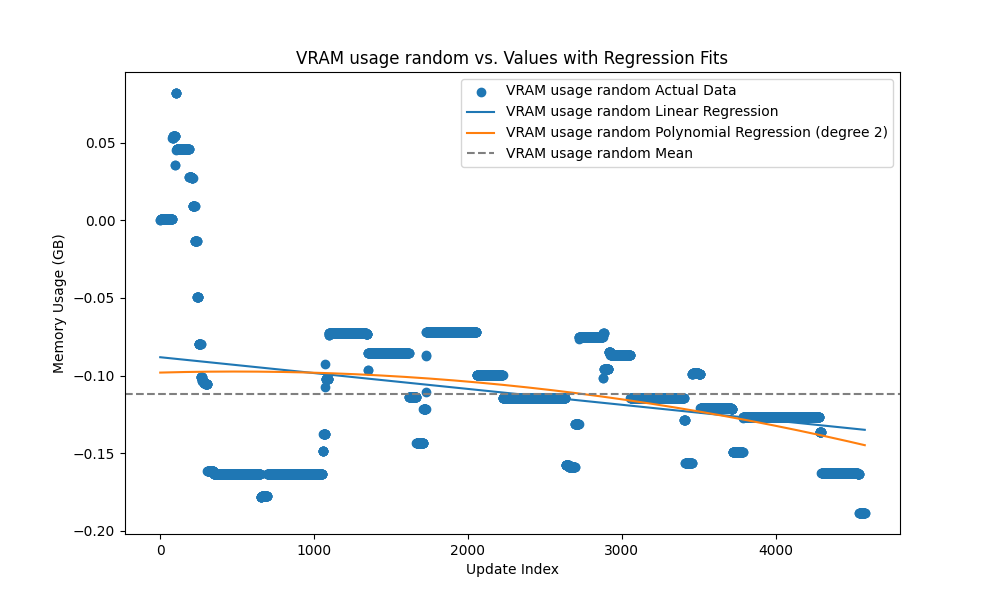 VRAM usage random vs. Values with Regression Fits
VRAM usage random Actual Data
VRAM usage random Linear Regression
VRAM usage random Polynomial Regression (degree 2)
VRAM usage random Mean
Memory Usage (GB)
0.05
0.00
−0.05
−0.10
−0.15
−0.20
0 1000 2000 3000 4000
Update Index